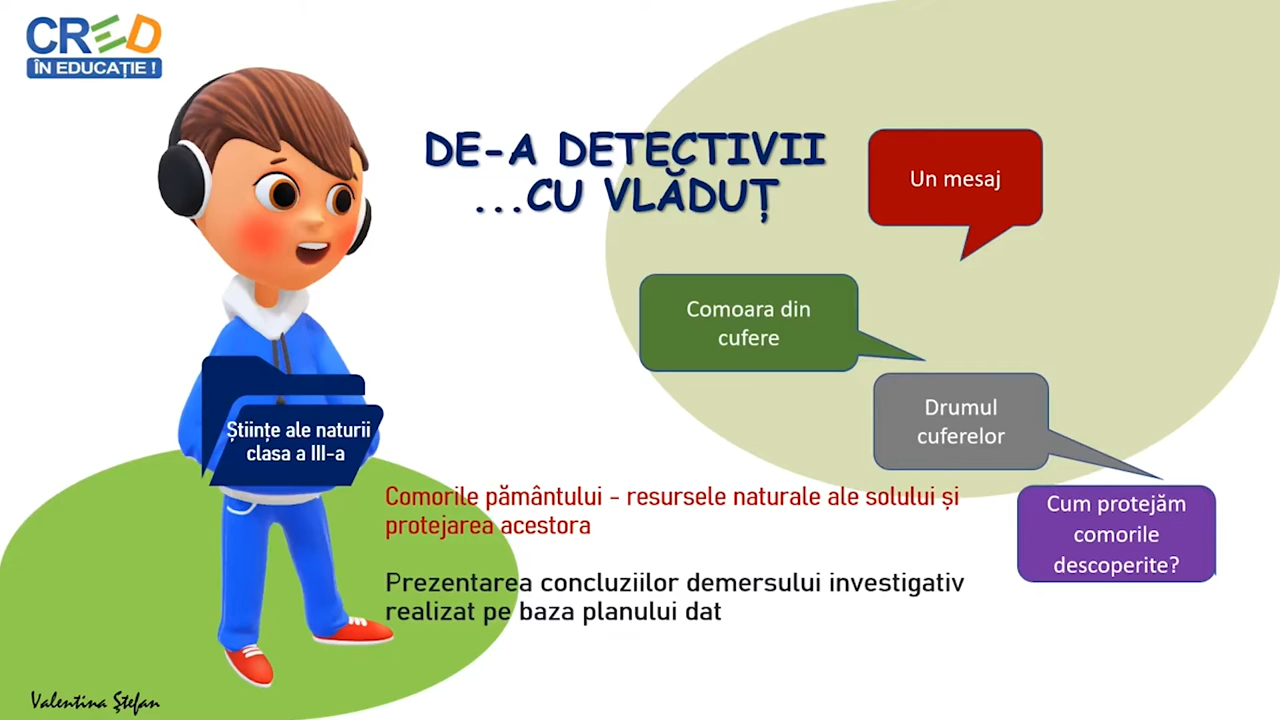 CRED
ÎN EDUCAȚIE !
DE-A DETECTIVII
...CU VLĂDUȚ
Un mesaj
Comoara din
cufere
Drumul
cuferelor
Științe ale naturii
clasa a III-a
Comorile pământului - resursele naturale ale solului și
protejarea acestora
Cum protejăm
comorile
descoperite?
Prezentarea concluziilor demersului investigativ
realizat pe baza planului dat
Valentina Ştefan